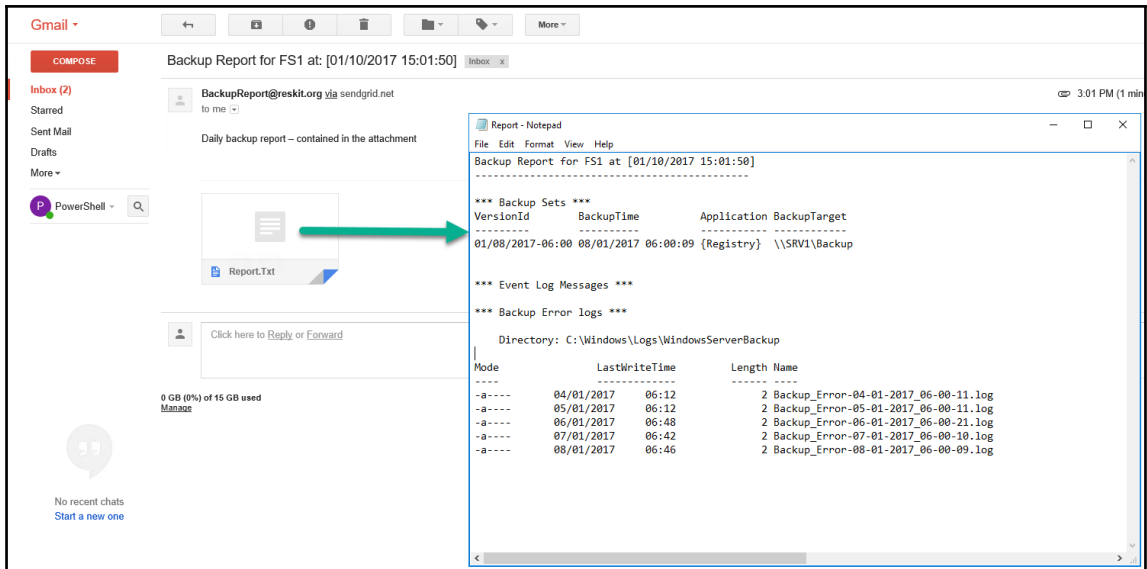 Gmail
More
COMPOSE
Backup Report for FS1 at: [01/10/2017 15:01:50] Inbox x
Inbox (2)
Starred
Sent Mail
Drafts
More
PowerShell
BackupReport@reskit.org via sendgrid.net
3:01 PM (1 min
to me
Daily backup report – contained in the attachment
Report.Txt
Click here to Reply or Forward
0 GB (0%) of 15 GB used
Manage
No recent chats
Start a new one
Report - Notepad
File Edit Format View Help
Backup Report for FS1 at [01/10/2017 15:01:50]
---------------------------------------------
*** Backup Sets ***
VersionId BackupTime Application BackupTarget
--------- ---------- ----------- ------------
01/08/2017-06:00 08/01/2017 06:00:09 {Registry} \\SRV1\Backup
*** Event Log Messages ***
*** Backup Error logs ***
Directory: C:\Windows\Logs\WindowsServerBackup
Mode LastWriteTime Length Name
---- ------------- ------ ----
-a---- 04/01/2017 06:12 2 Backup_Error-04-01-2017_06-00-11.log
-a---- 05/01/2017 06:12 2 Backup_Error-05-01-2017_06-00-11.log
-a---- 06/01/2017 06:48 2 Backup_Error-06-01-2017_06-00-21.log
-a---- 07/01/2017 06:42 2 Backup_Error-07-01-2017_06-00-10.log
-a---- 08/01/2017 06:46 2 Backup_Error-08-01-2017_06-00-09.log